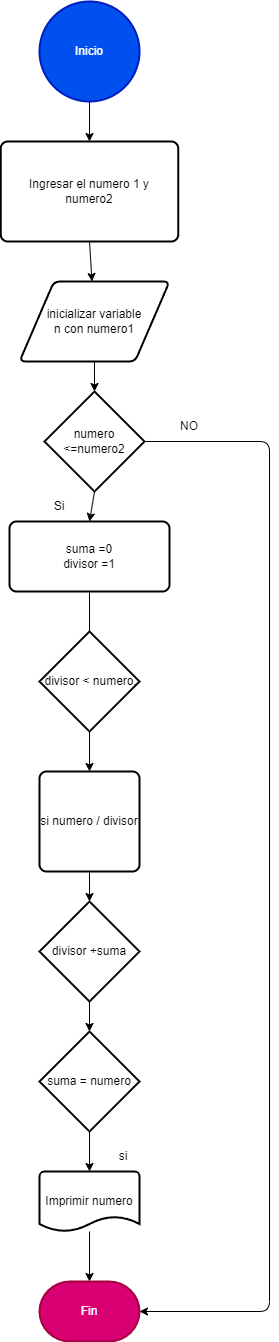 Inicio
Ingresar el numero 1 y
numero2
inicializar variable
n con numero1
numero
<=numero2
NO
Si
suma =0
divisor =1
divisor < numero
si numero / divisor
divisor +suma
suma = numero
si
Imprimir numero
Fin